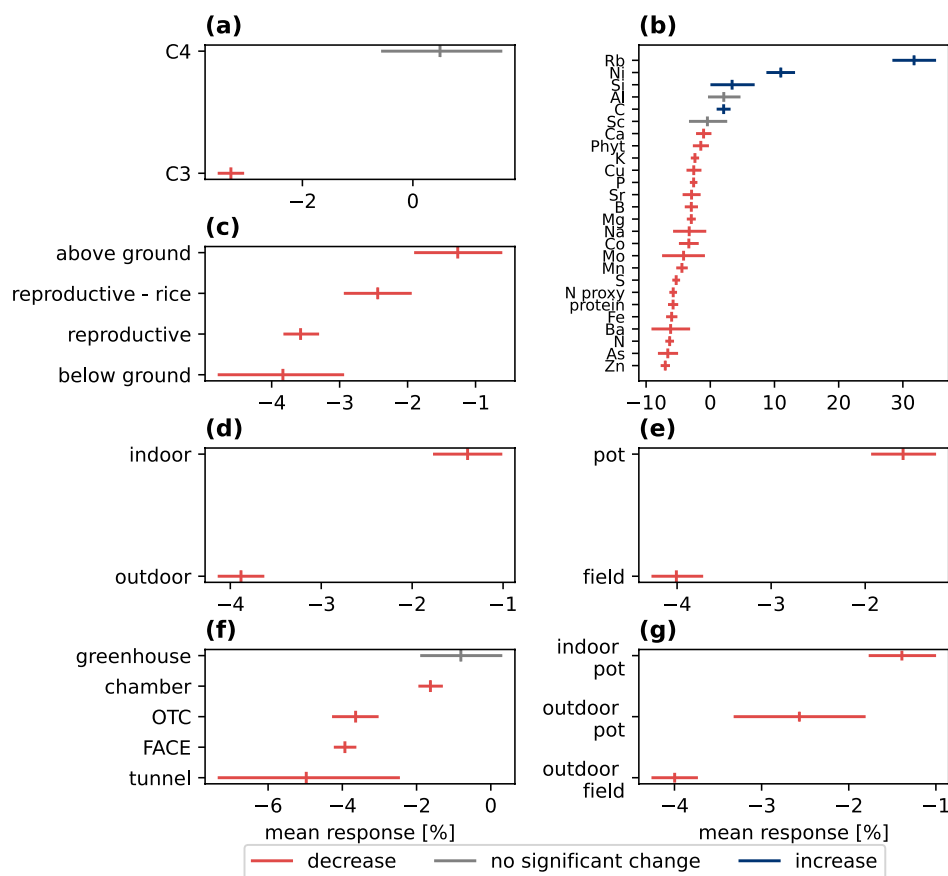 (a)
C4
C3
−2
0
(b)
Rb
Ni
Si
Al
C
Sc
Ca
Phyt
K
Cu
P
Sr
B
Mg
Na
Co
Mo
Mn
S
N proxy
protein
Fe
Ba
N
As
Zn
−10
0
10
20
30
(c)
above ground
reproductive - rice
reproductive
below ground
−4
−3
−2
−1
(d)
indoor
outdoor
−4
−3
−2
−1
(e)
pot
field
−4
−3
−2
(f)
greenhouse
chamber
OTC
FACE
tunnel
−6
−4
−2
0
mean response [%]
(g)
indoor
pot
outdoor
pot
outdoor
field
−4
−3
−2
−1
mean response [%]
decrease
no significant change
increase